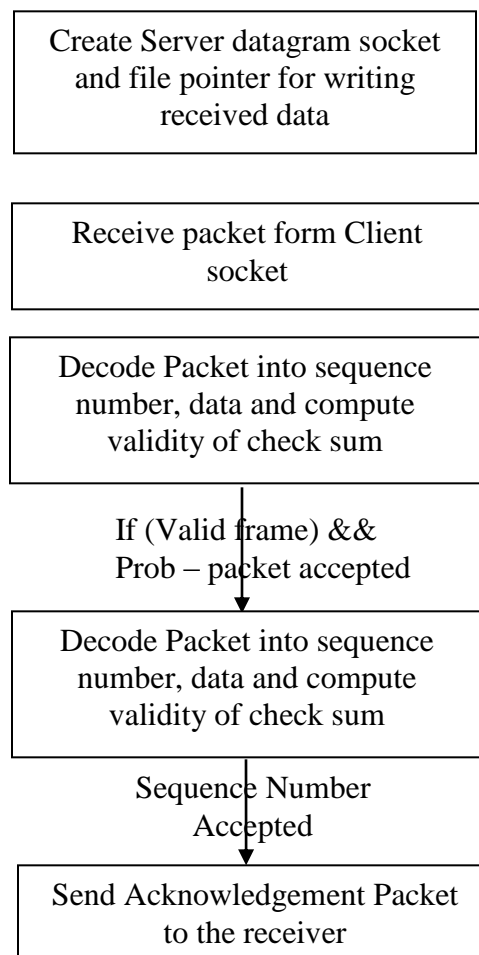 Create Server datagram socket
and file pointer for writing
received data
Receive packet form Client
socket
Decode Packet into sequence
number, data and compute
validity of check sum
If (Valid frame) &&
Prob – packet accepted
Decode Packet into sequence
number, data and compute
validity of check sum
Sequence Number
Accepted
Send Acknowledgement Packet
to the receiver